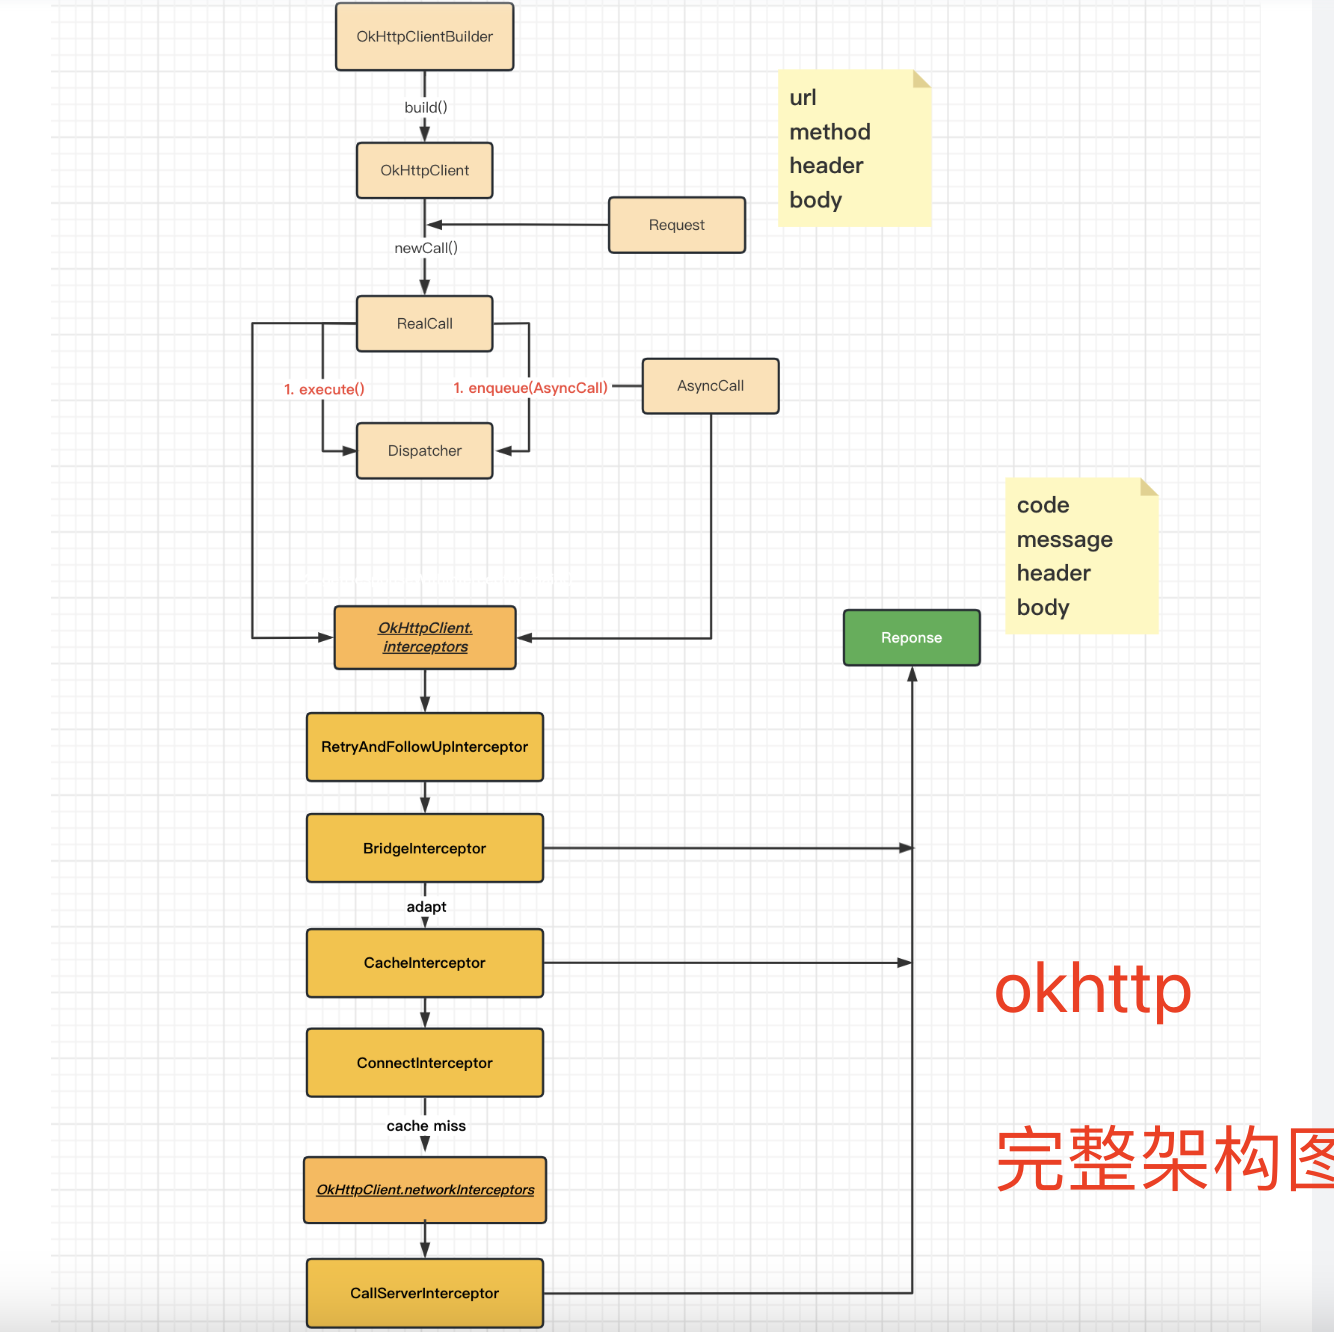 OkHttpClientBuilder
build()
OkHttpClient
url
method
header
body
Request
newCall()
RealCall
1. execute()
1. enqueue(AsyncCall)
AsyncCall
Dispatcher
code
message
header
body
OkHttpClient.
interceptors
Reponse
RetryAndFollowUpInterceptor
BridgeInterceptor
adapt
CacheInterceptor
okhttp
ConnectInterceptor
cache miss
完整架构图
OkHttpClient.networkInterceptors
CallServerInterceptor